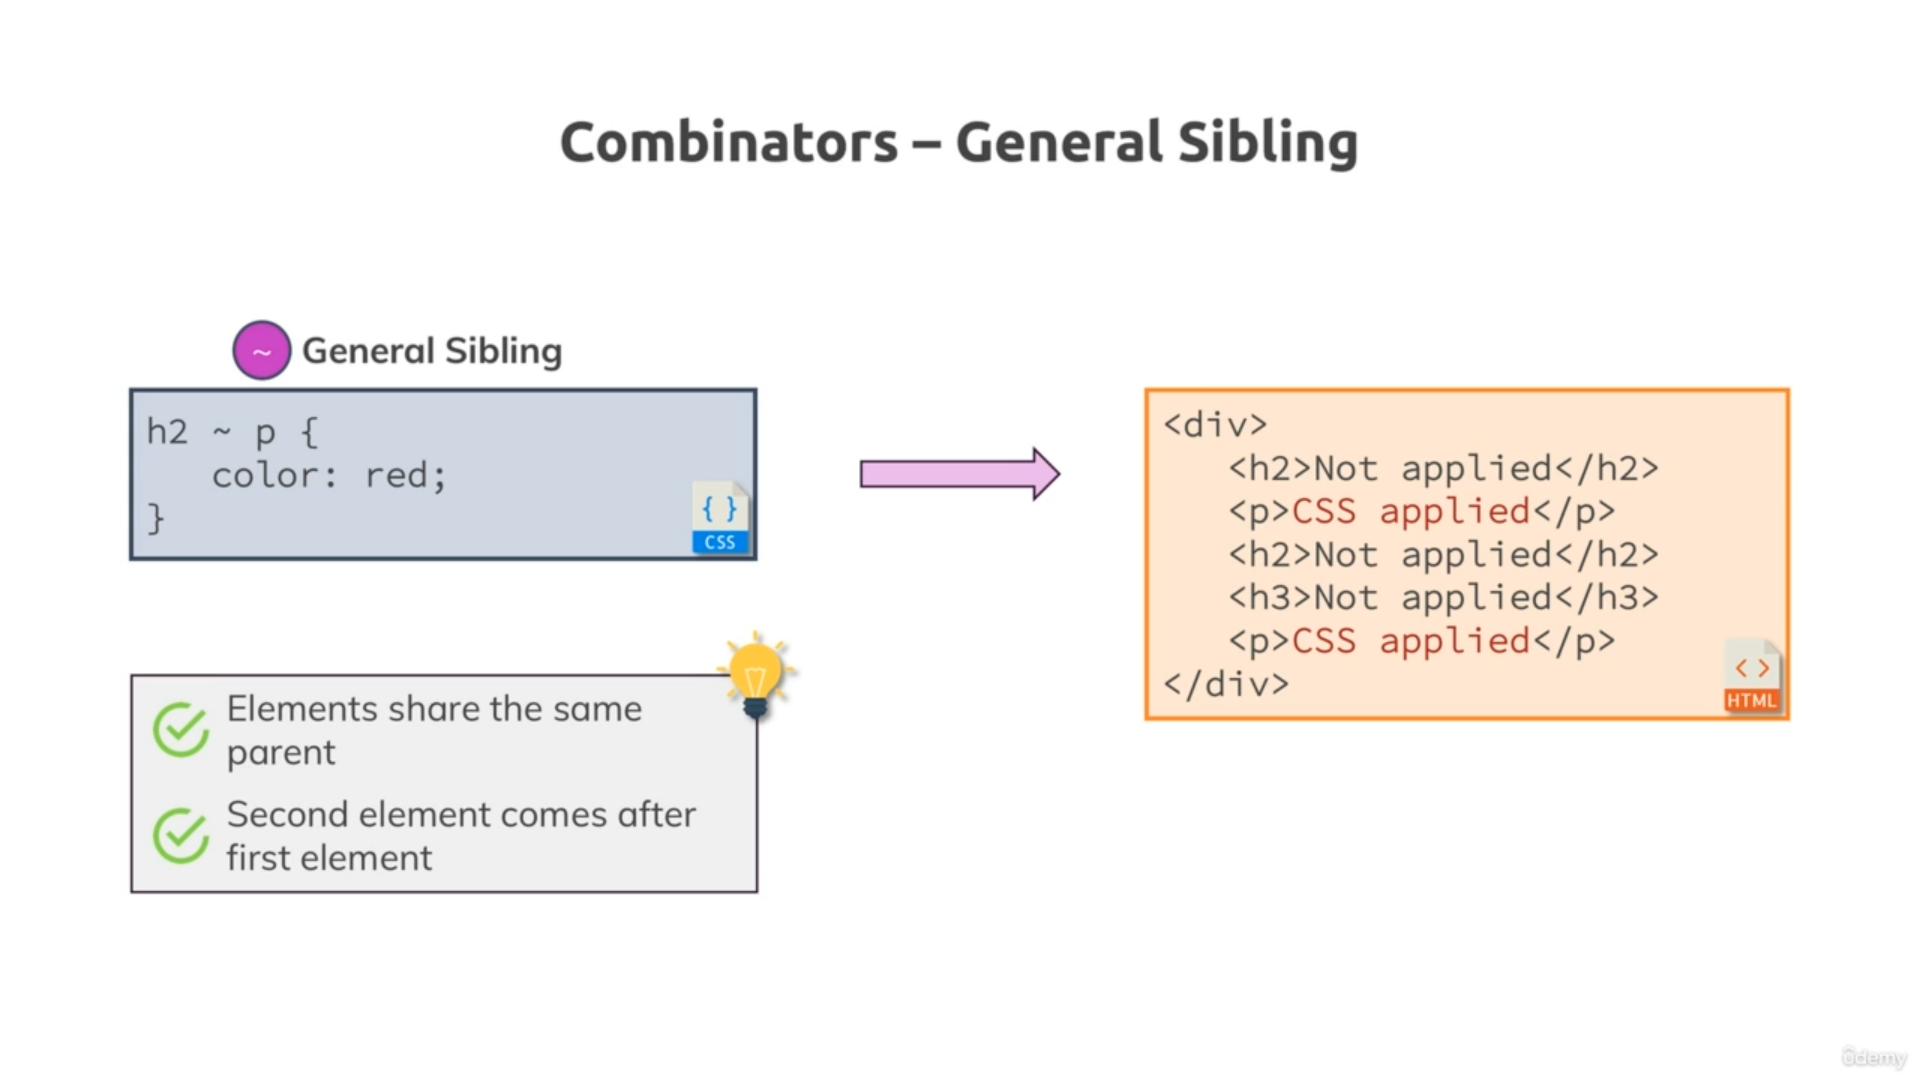 Combinators – General Sibling
~ General Sibling
h2 ~ p {
color: red;
}
{ }
CSS
Elements share the same
parent
Second element comes after
first element
<div>
<h2>Not applied</h2>
<p>CSS applied</p>
<h2>Not applied</h2>
<h3>Not applied</h3>
<p>CSS applied</p>
</div>
<>
HTML
ûdemy